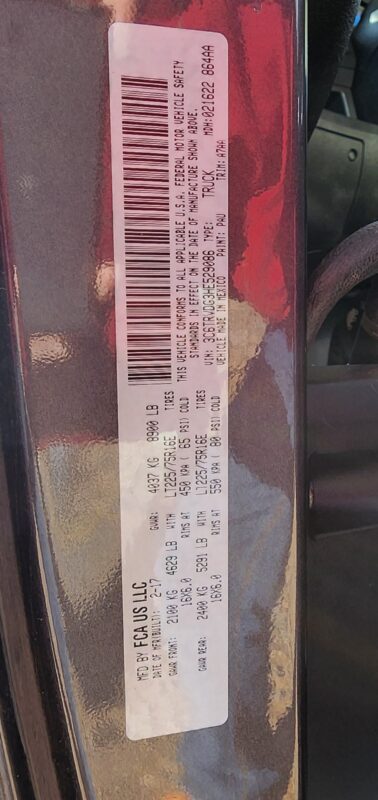 MFD BY FCA US LLC
DATE OF MFR(BUILT): 2-17 GVWR: 4037 KG 8900 LB
GAWR FRONT: 2100 KG 4629 LB WITH LT225/75R16E TIRES
16X6.0 RIMS AT 450 KPA ( 65 PSI) COLD
GAWR REAR: 2400 KG 5291 LB WITH LT225/75R16E TIRES
16X6.0 RIMS AT 550 KPA ( 80 PSI) COLD
THIS VEHICLE CONFORMS TO ALL APPLICABLE U.S.A. FEDERAL MOTOR VEHICLE SAFETY
STANDARDS IN EFFECT ON THE DATE OF MANUFACTURE SHOWN ABOVE.
VIN: 3C6TRVDG3HE529086 TYPE: TRUCK MDH:021622 864AA
VEHICLE MADE IN MEXICO PAINT: PAU TRIM: A7AA